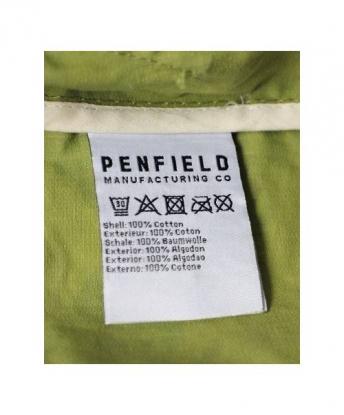 PENFIELD
MANUFACTURING CO
30
Shell: 100% Cotton
Exterieur: 100% Coton
Schale: 100% Baumwolle
Exterior: 100% Algodon
Exterior: 100% Algodao
Externo: 100% Cotone